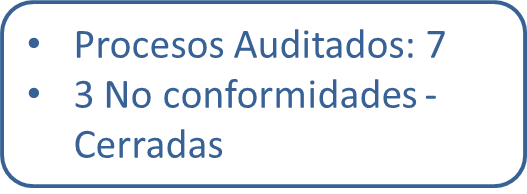 • Procesos Auditados: 7
• 3 No conformidades -
Cerradas